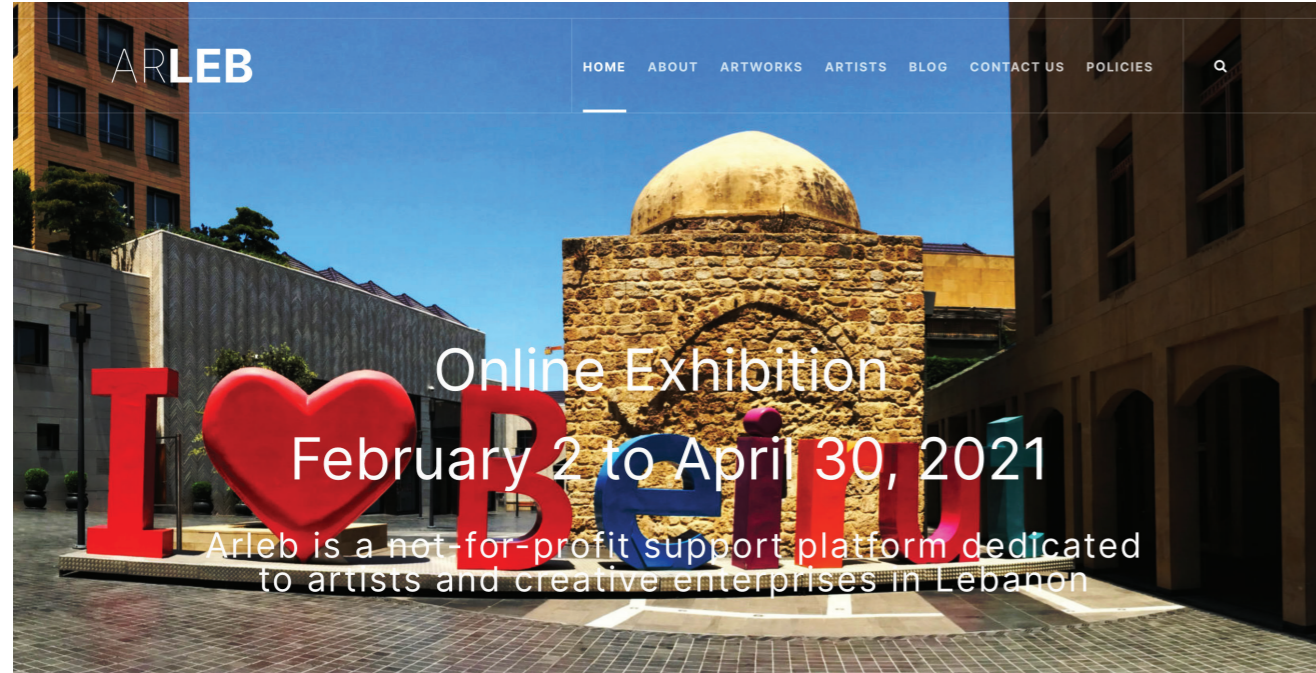 ARLEB
HOME ABOUT ARTWORKS ARTISTS BLOG CONTACT US POLICIES
Online Exhibition
February 2 to April 30, 2021
I Beirut
Arleb is a not-for-profit support platform dedicated
to artists and creative enterprises in Lebanon